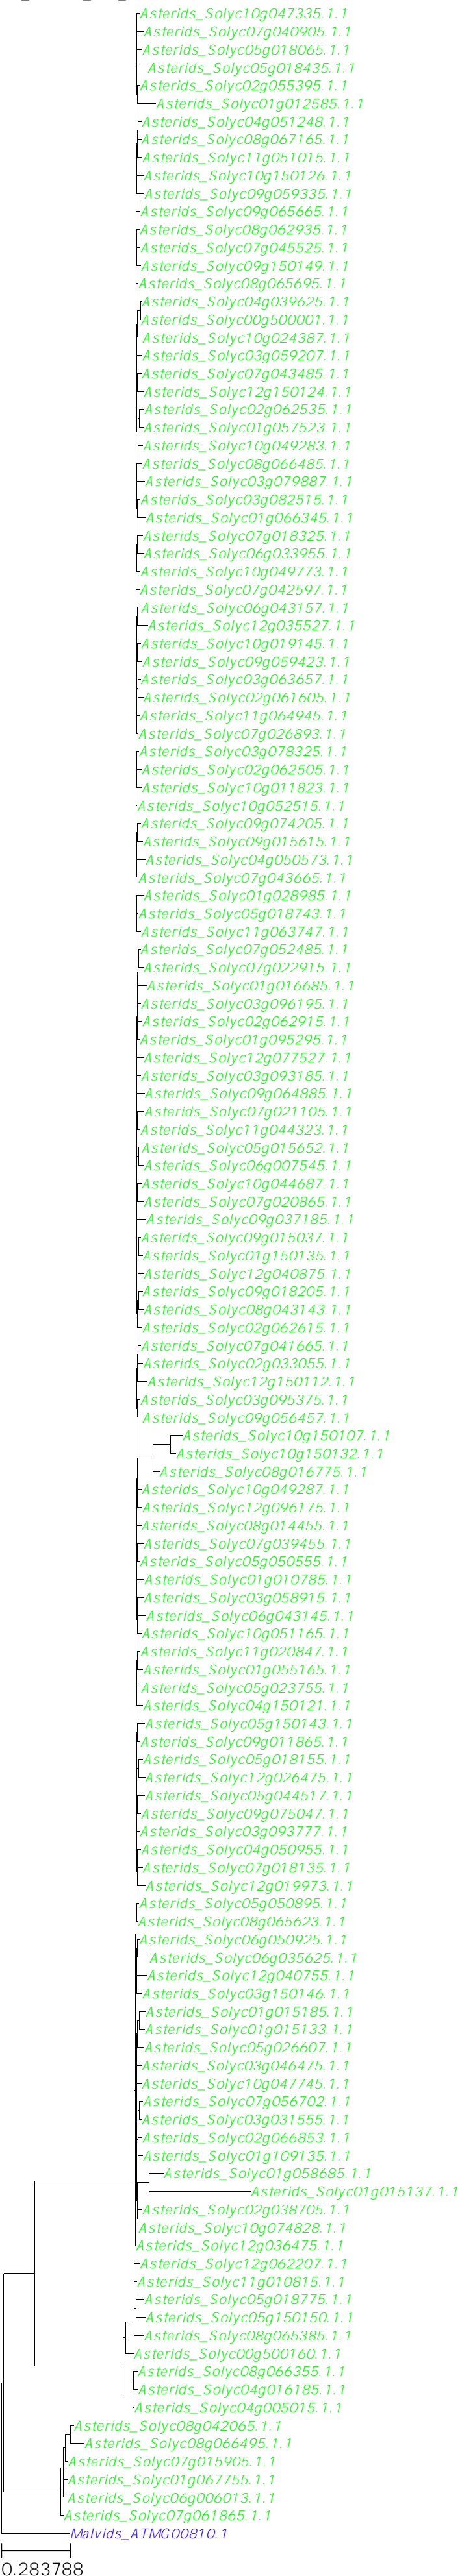 Asterids_Solyc10g047335.1.1
Asterids_Solyc07g040905.1.1
Asterids_Solyc05g018065.1.1
Asterids_Solyc05g018435.1.1
Asterids_Solyc02g055395.1.1
Asterids_Solyc01g012585.1.1
Asterids_Solyc04g051248.1.1
Asterids_Solyc08g067165.1.1
Asterids_Solyc11g051015.1.1
Asterids_Solyc10g150126.1.1
Asterids_Solyc09g059335.1.1
Asterids_Solyc09g065665.1.1
Asterids_Solyc08g062935.1.1
Asterids_Solyc07g045525.1.1
Asterids_Solyc09g150149.1.1
Asterids_Solyc08g065695.1.1
Asterids_Solyc04g039625.1.1
Asterids_Solyc00g500001.1.1
Asterids_Solyc10g024387.1.1
Asterids_Solyc03g059207.1.1
Asterids_Solyc07g043485.1.1
Asterids_Solyc12g150124.1.1
Asterids_Solyc02g062535.1.1
Asterids_Solyc01g057523.1.1
Asterids_Solyc10g049283.1.1
Asterids_Solyc08g066485.1.1
Asterids_Solyc03g079887.1.1
Asterids_Solyc03g082515.1.1
Asterids_Solyc01g066345.1.1
Asterids_Solyc07g018325.1.1
Asterids_Solyc06g033955.1.1
Asterids_Solyc10g049773.1.1
Asterids_Solyc07g042597.1.1
Asterids_Solyc06g043157.1.1
Asterids_Solyc12g035527.1.1
Asterids_Solyc10g019145.1.1
Asterids_Solyc09g059423.1.1
Asterids_Solyc03g063657.1.1
Asterids_Solyc02g061605.1.1
Asterids_Solyc11g064945.1.1
Asterids_Solyc07g026893.1.1
Asterids_Solyc03g078325.1.1
Asterids_Solyc02g062505.1.1
Asterids_Solyc10g011823.1.1
Asterids_Solyc10g052515.1.1
Asterids_Solyc09g074205.1.1
Asterids_Solyc09g015615.1.1
Asterids_Solyc04g050573.1.1
Asterids_Solyc07g043665.1.1
Asterids_Solyc01g028985.1.1
Asterids_Solyc05g018743.1.1
Asterids_Solyc11g063747.1.1
Asterids_Solyc07g052485.1.1
Asterids_Solyc07g022915.1.1
Asterids_Solyc01g016685.1.1
Asterids_Solyc03g096195.1.1
Asterids_Solyc02g062915.1.1
Asterids_Solyc01g095295.1.1
Asterids_Solyc12g077527.1.1
Asterids_Solyc03g093185.1.1
Asterids_Solyc09g064885.1.1
Asterids_Solyc07g021105.1.1
Asterids_Solyc11g044323.1.1
Asterids_Solyc05g015652.1.1
Asterids_Solyc06g007545.1.1
Asterids_Solyc10g044687.1.1
Asterids_Solyc07g020865.1.1
Asterids_Solyc09g037185.1.1
Asterids_Solyc09g015037.1.1
Asterids_Solyc01g150135.1.1
Asterids_Solyc12g040875.1.1
Asterids_Solyc09g018205.1.1
Asterids_Solyc08g043143.1.1
Asterids_Solyc02g062615.1.1
Asterids_Solyc07g041665.1.1
Asterids_Solyc02g033055.1.1
Asterids_Solyc12g150112.1.1
Asterids_Solyc03g095375.1.1
Asterids_Solyc09g056457.1.1
Asterids_Solyc10g150107.1.1
Asterids_Solyc10g150132.1.1
Asterids_Solyc08g016775.1.1
Asterids_Solyc10g049287.1.1
Asterids_Solyc12g096175.1.1
Asterids_Solyc08g014455.1.1
Asterids_Solyc07g039455.1.1
Asterids_Solyc05g050555.1.1
Asterids_Solyc01g010785.1.1
Asterids_Solyc03g058915.1.1
Asterids_Solyc06g043145.1.1
Asterids_Solyc10g051165.1.1
Asterids_Solyc11g020847.1.1
Asterids_Solyc01g055165.1.1
Asterids_Solyc05g023755.1.1
Asterids_Solyc04g150121.1.1
Asterids_Solyc05g150143.1.1
Asterids_Solyc09g011865.1.1
Asterids_Solyc05g018155.1.1
Asterids_Solyc12g026475.1.1
Asterids_Solyc05g044517.1.1
Asterids_Solyc09g075047.1.1
Asterids_Solyc03g093777.1.1
Asterids_Solyc04g050955.1.1
Asterids_Solyc07g018135.1.1
Asterids_Solyc12g019973.1.1
Asterids_Solyc05g050895.1.1
Asterids_Solyc08g065623.1.1
Asterids_Solyc06g050925.1.1
Asterids_Solyc06g035625.1.1
Asterids_Solyc12g040755.1.1
Asterids_Solyc03g150146.1.1
Asterids_Solyc01g015185.1.1
Asterids_Solyc01g015133.1.1
Asterids_Solyc05g026607.1.1
Asterids_Solyc03g046475.1.1
Asterids_Solyc10g047745.1.1
Asterids_Solyc07g056702.1.1
Asterids_Solyc03g031555.1.1
Asterids_Solyc02g066853.1.1
Asterids_Solyc01g109135.1.1
Asterids_Solyc01g058685.1.1
Asterids_Solyc01g015137.1.1
Asterids_Solyc02g038705.1.1
Asterids_Solyc10g074828.1.1
Asterids_Solyc12g036475.1.1
Asterids_Solyc12g062207.1.1
Asterids_Solyc11g010815.1.1
Asterids_Solyc05g018775.1.1
Asterids_Solyc05g150150.1.1
Asterids_Solyc08g065385.1.1
Asterids_Solyc00g500160.1.1
Asterids_Solyc08g066355.1.1
Asterids_Solyc04g016185.1.1
Asterids_Solyc04g005015.1.1
Asterids_Solyc08g042065.1.1
Asterids_Solyc08g066495.1.1
Asterids_Solyc07g015905.1.1
Asterids_Solyc01g067755.1.1
Asterids_Solyc06g006013.1.1
Asterids_Solyc07g061865.1.1
Malvids_ATMG00810.1
0.283788